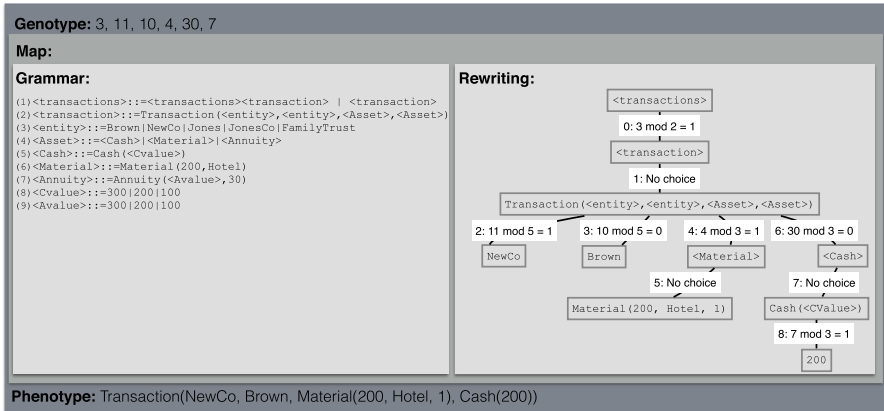 Genotype: 3, 11, 10, 4, 30, 7
Map:
Grammar:
(1)<transactions>::=<transactions><transaction> | <transaction>
(2)<transaction>::=Transaction(<entity>,<entity>,<Asset>,<Asset>)
(3)<entity>::=Brown|NewCo|Jones|JonesCo|FamilyTrust
(4)<Asset>::=<Cash>|<Material>|<Annuity>
(5)<Cash>::=Cash(<Cvalue>)
(6)<Material>::=Material(200,Hotel)
(7)<Annuity>::=Annuity(<Avalue>,30)
(8)<Cvalue>::=300|200|100
(9)<Avalue>::=300|200|100
Rewriting:
<transactions>
0: 3 mod 2 = 1
<transaction>
1: No choice
Transaction(<entity>,<entity>,<Asset>,<Asset>)
2: 11 mod 5 = 1 3: 10 mod 5 = 0 4: 4 mod 3 = 1 6: 30 mod 3 = 0
NewCo Brown <Material> <Cash>
5: No choice 7: No choice
Material(200, Hotel, 1) Cash(<CValue>)
8: 7 mod 3 = 1
200
Phenotype: Transaction(NewCo, Brown, Material(200, Hotel, 1), Cash(200))